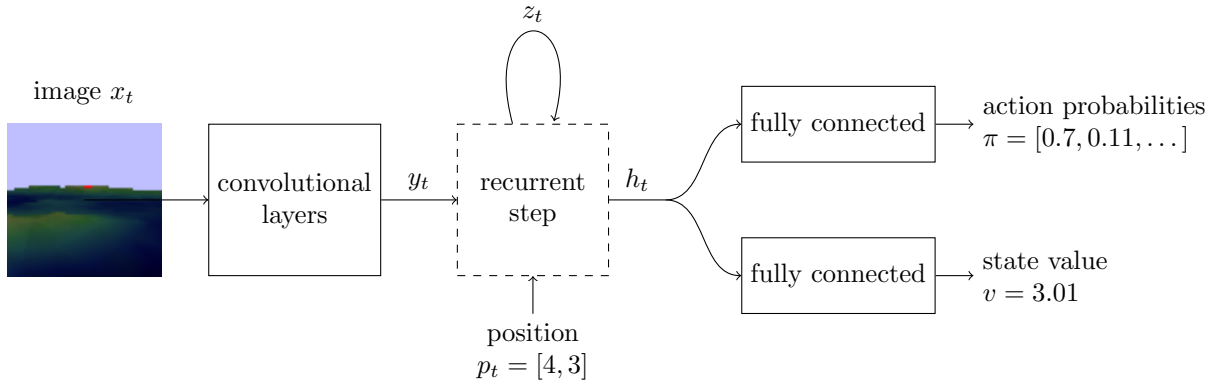 image x_t
convolutional
layers
y_t
z_t
recurrent
step
position
p_t = [4, 3]
h_t
fully connected
action probabilities
π = [0.7, 0.11, . . . ]
fully connected
state value
v = 3.01